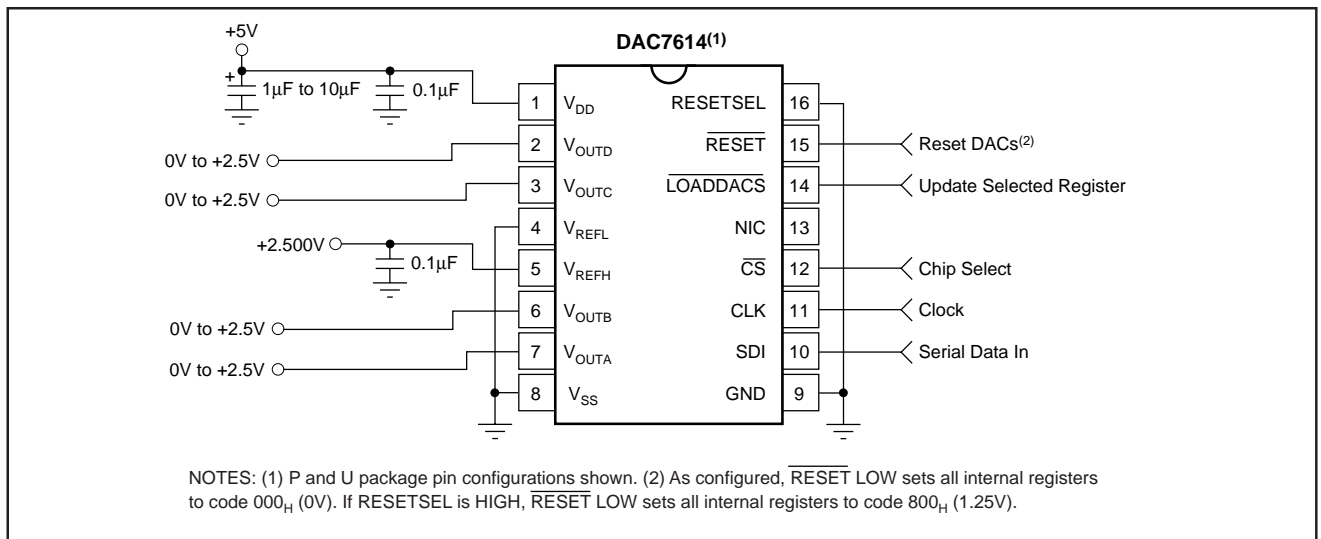 +5V
DAC7614(1)
+
1µF to 10µF
0.1µF
1 VDD RESETSEL 16
0V to +2.5V
2 VOUTD RESET 15
Reset DACs(2)
0V to +2.5V
3 VOUTC LOADDACS 14
Update Selected Register
4 VREFL NIC 13
+2.500V
0.1µF
5 VREFH CS 12
Chip Select
0V to +2.5V
6 VOUTB CLK 11
Clock
0V to +2.5V
7 VOUTA SDI 10
Serial Data In
8 VSS GND 9
NOTES: (1) P and U package pin configurations shown. (2) As configured, RESET LOW sets all internal registers
to code 000H (0V). If RESETSEL is HIGH, RESET LOW sets all internal registers to code 800H (1.25V).